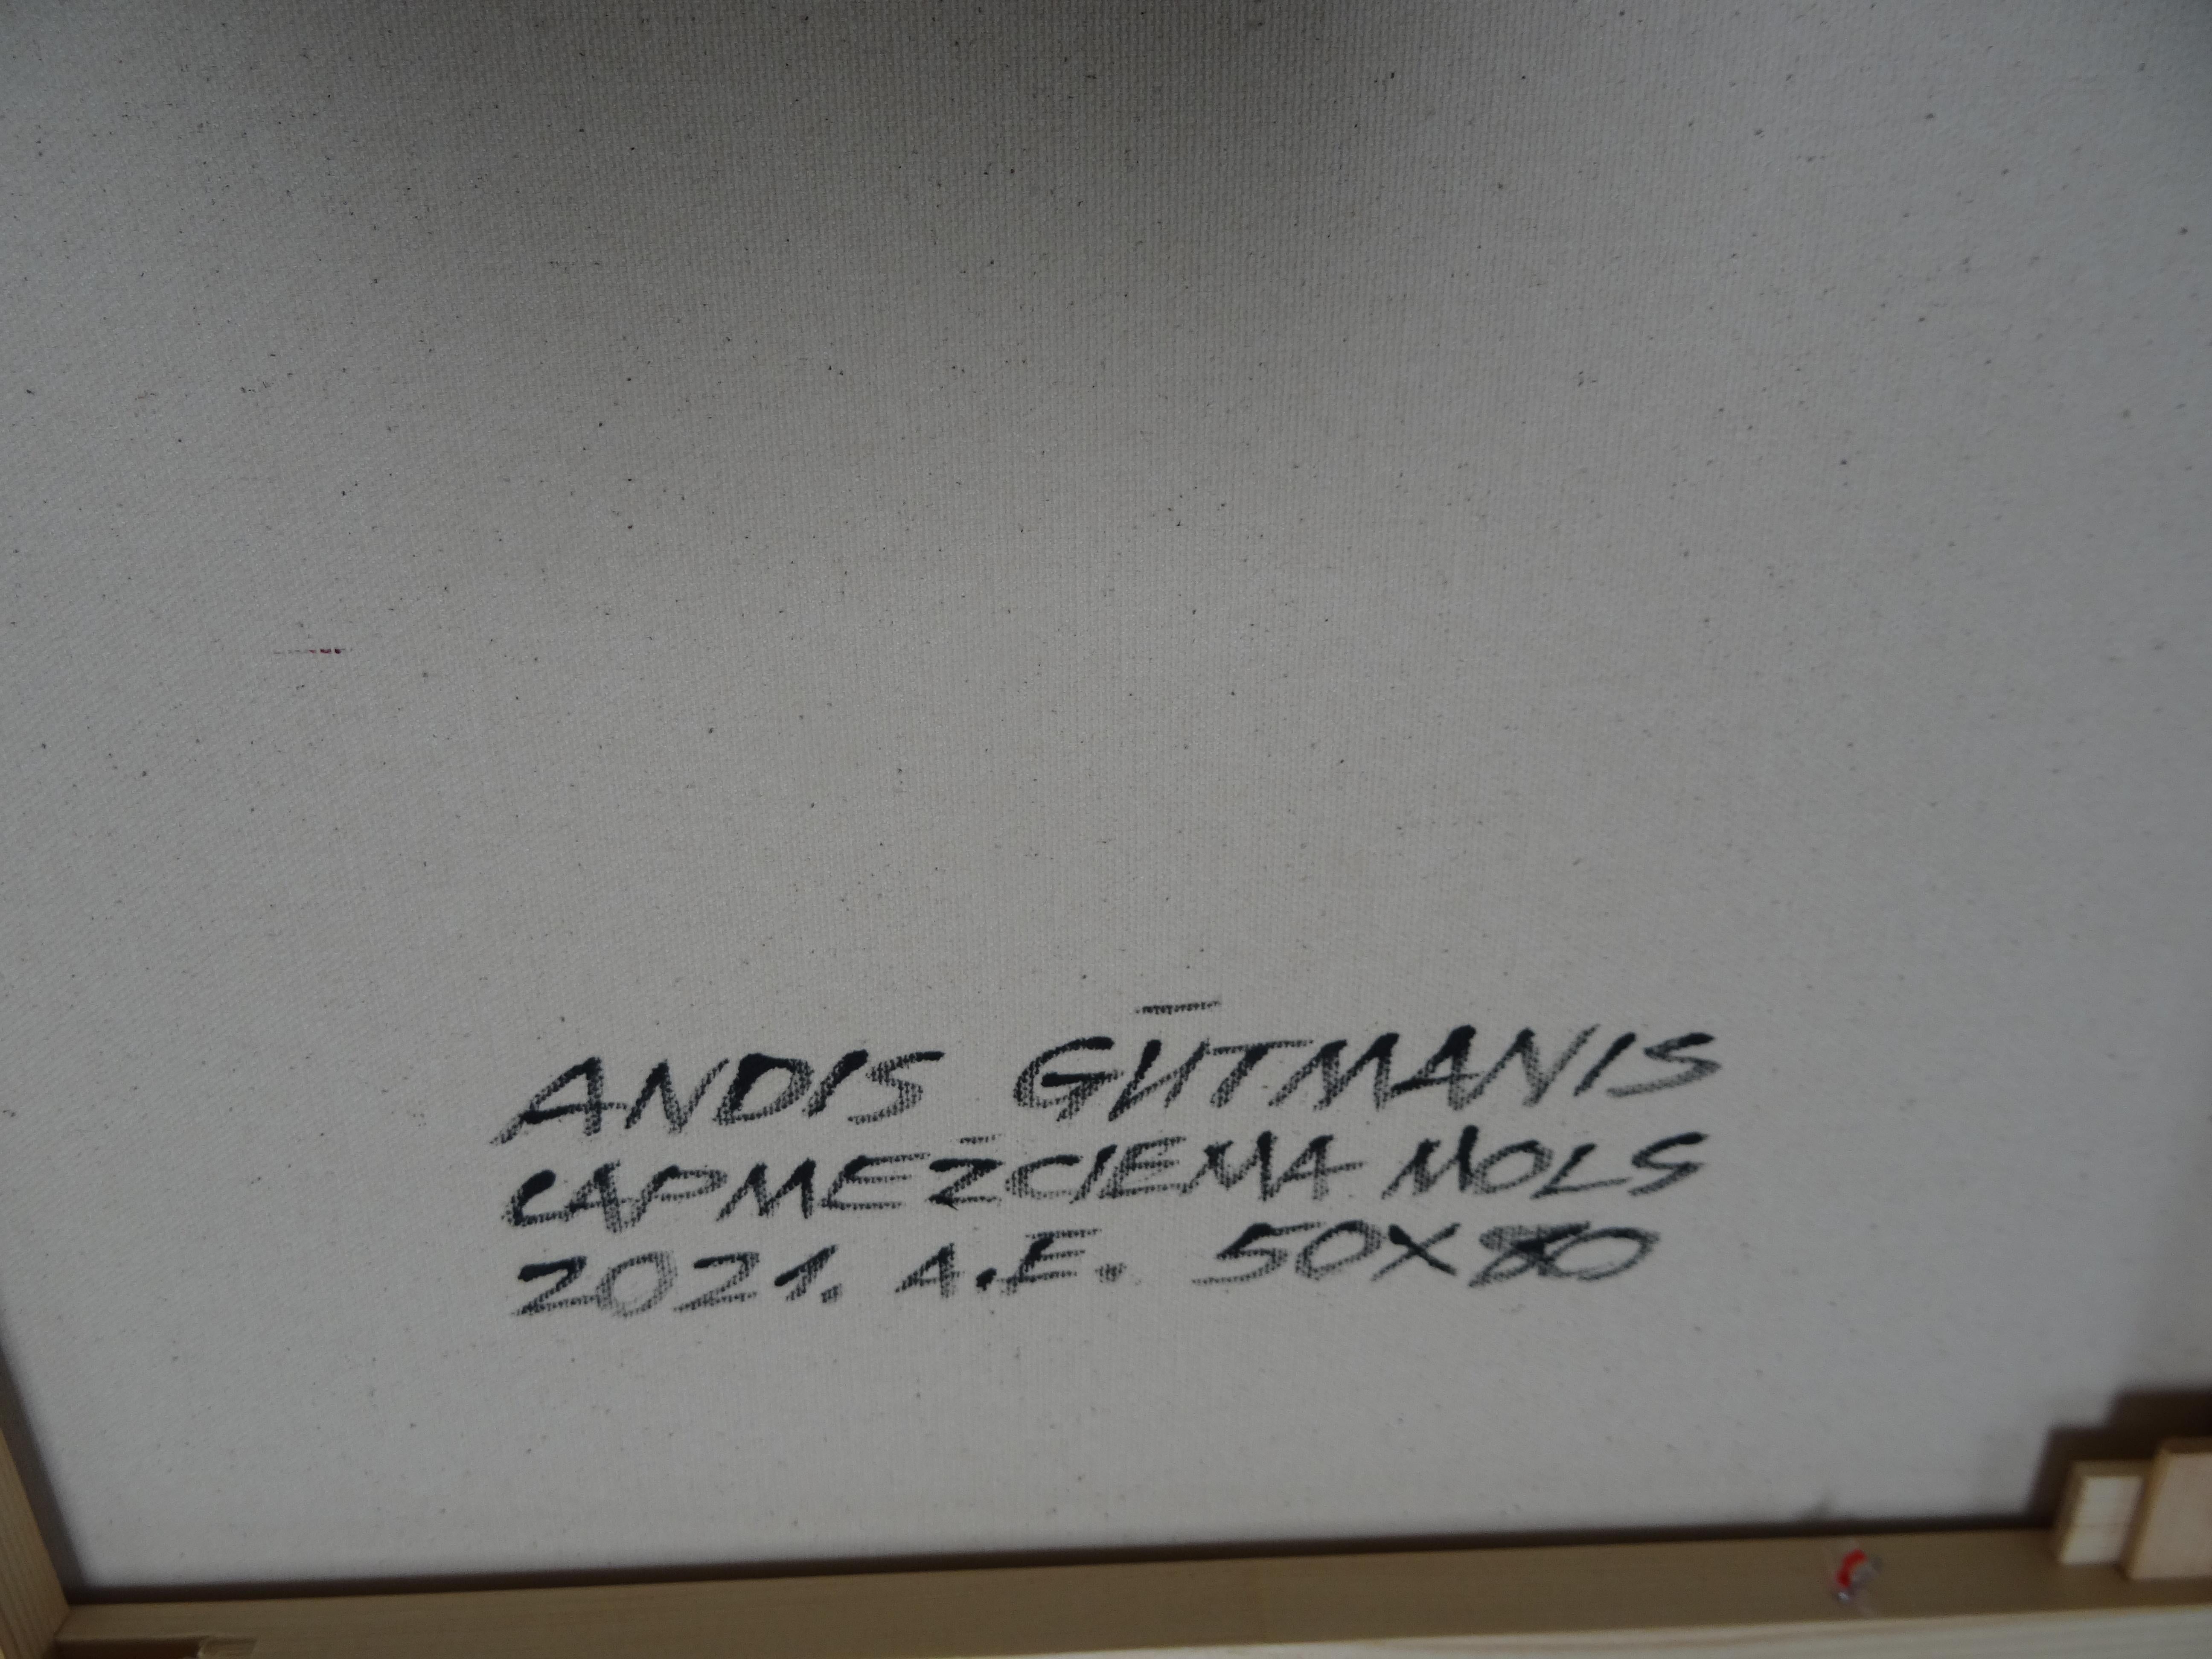 ANDIS GŪTMANIS
LAPMEŽCIEMA MOLS
2021. A.E. 50X80